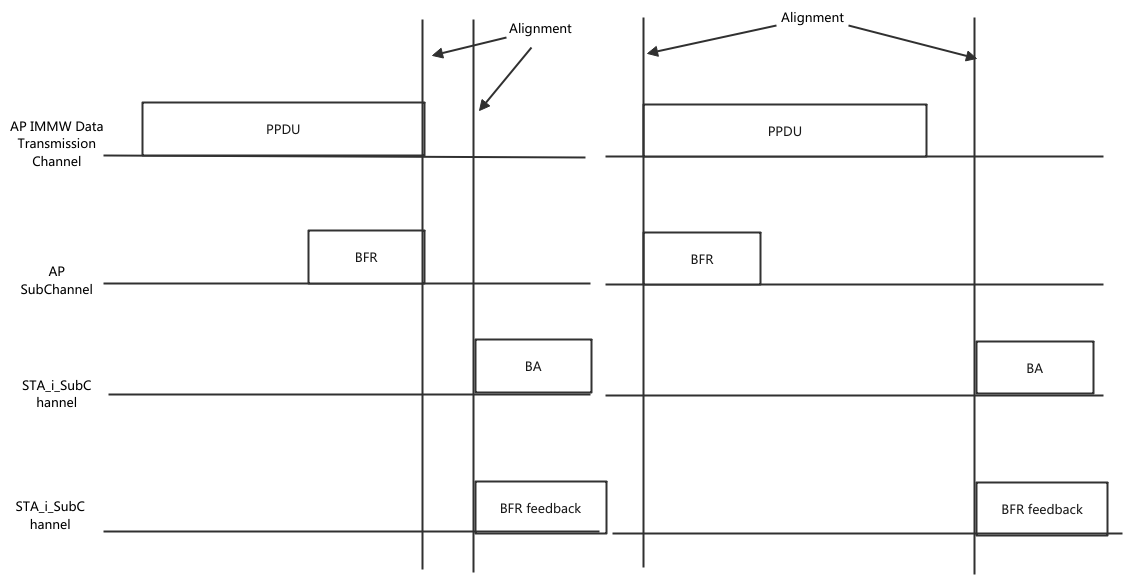 Alignment
Alignment
AP IMMW Data
Transmission
Channel
PPDU
PPDU
AP
SubChannel
BFR
BFR
STA_i_SubC
hannel
BA
BA
STA_i_SubC
hannel
BFR feedback
BFR feedback